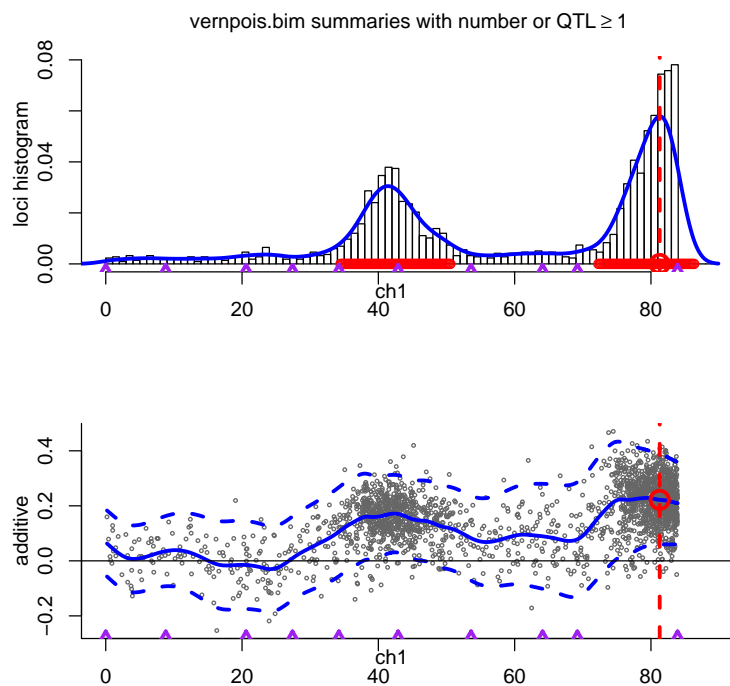 vernpois.bim summaries with number or QTL ≥ 1
loci histogram
0.08
0.04
0.00
ch1
0 20 40 60 80
additive
0.4
0.2
0.0
−0.2
ch1
0 20 40 60 80